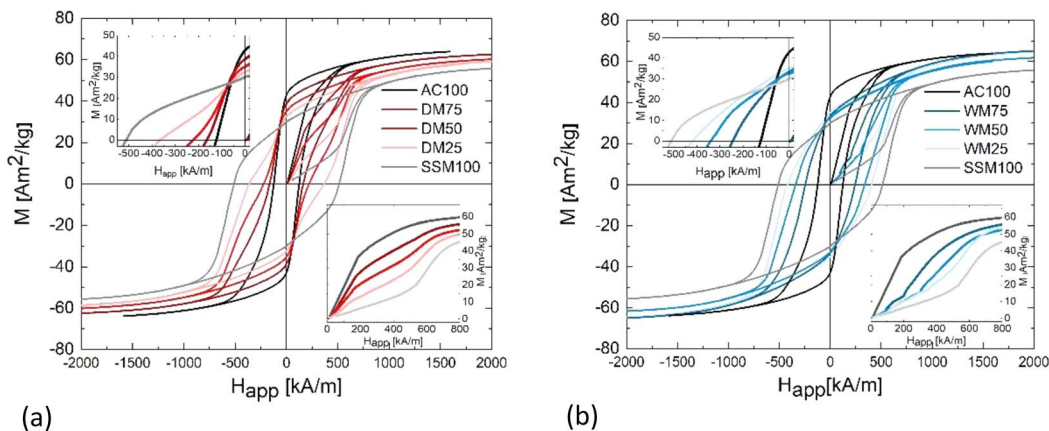 (a)
80
60
40
20
0
-20
-40
-60
-80
M [Am²/kg]
-2000 -1500 -1000 -500 0 500 1000 1500 2000
Happ [kA/m]
50
40
30
20
10
0
M [Am²/kg]
-500 -400 -300 -200 -100 0
Happ [kA/m]
AC100
DM75
DM50
DM25
SSM100
60
50
40
30
20
10
0
M [Am²/kg]
0 200 400 600 800
Happ [kA/m]
(b)
80
60
40
20
0
-20
-40
-60
-80
M [Am²/kg]
-2000 -1500 -1000 -500 0 500 1000 1500 2000
Happ [kA/m]
50
40
30
20
10
0
M [Am²/kg]
-500 -400 -300 -200 -100 0
Happ [kA/m]
AC100
WM75
WM50
WM25
SSM100
60
50
40
30
20
10
0
M [Am²/kg]
0 200 400 600 800
Happ [kA/m]